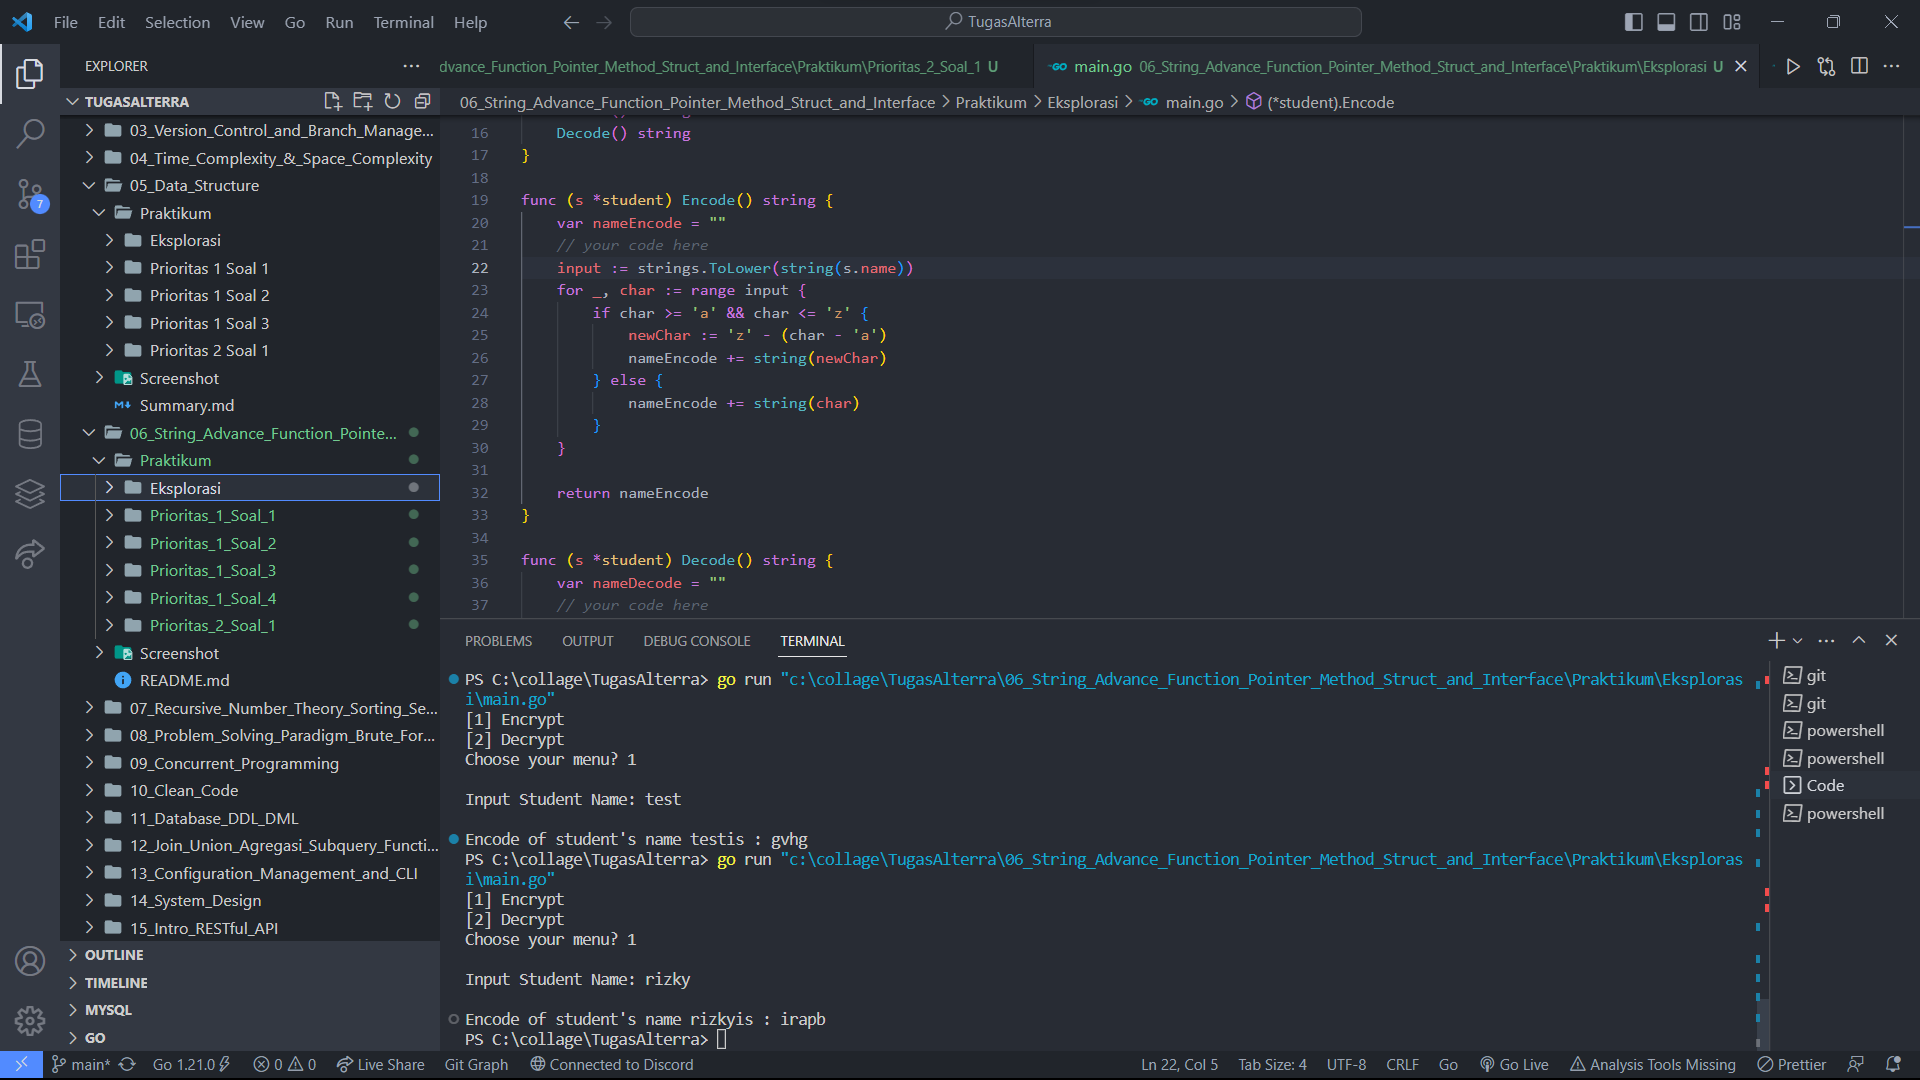 File Edit Selection View Go Run Terminal Help
TugasAlterra
EXPLORER
TUGASALTERRA
03_Version_Control_and_Branch_Manage...
04_Time_Complexity_&_Space_Complexity
05_Data_Structure
Praktikum
Eksplorasi
Prioritas 1 Soal 1
Prioritas 1 Soal 2
Prioritas 1 Soal 3
Prioritas 2 Soal 1
Screenshot
Summary.md
06_String_Advance_Function_Pointe...
Praktikum
Eksplorasi
Prioritas_1_Soal_1
Prioritas_1_Soal_2
Prioritas_1_Soal_3
Prioritas_1_Soal_4
Prioritas_2_Soal_1
Screenshot
README.md
07_Recursive_Number_Theory_Sorting_Se...
08_Problem_Solving_Paradigm_Brute_For...
09_Concurrent_Programming
10_Clean_Code
11_Database_DDL_DML
12_Join_Union_Agregasi_Subquery_Functi...
13_Configuration_Management_and_CLI
14_System_Design
15_Intro_RESTful_API
OUTLINE
TIMELINE
MYSQL
GO
7
dvance_Function_Pointer_Method_Struct_and_Interface\Praktikum\Prioritas_2_Soal_1 U
main.go 06_String_Advance_Function_Pointer_Method_Struct_and_Interface\Praktikum\Eksplorasi U
06_String_Advance_Function_Pointer_Method_Struct_and_Interface > Praktikum > Eksplorasi > main.go > (*student).Encode
16 Decode() string
17 }
18
19 func (s *student) Encode() string {
20 var nameEncode = ""
21 // your code here
22 input := strings.ToLower(string(s.name))
23 for _, char := range input {
24 if char >= 'a' && char <= 'z' {
25 newChar := 'z' - (char - 'a')
26 nameEncode += string(newChar)
27 } else {
28 nameEncode += string(char)
29 }
30 }
31
32 return nameEncode
33 }
34
35 func (s *student) Decode() string {
36 var nameDecode = ""
37 // your code here
PROBLEMS OUTPUT DEBUG CONSOLE TERMINAL
PS C:\collage\TugasAlterra> go run "c:\collage\TugasAlterra\06_String_Advance_Function_Pointer_Method_Struct_and_Interface\Praktikum\Eksploras
i\main.go"
[1] Encrypt
[2] Decrypt
Choose your menu? 1
Input Student Name: test
Encode of student's name testis : gvhg
PS C:\collage\TugasAlterra> go run "c:\collage\TugasAlterra\06_String_Advance_Function_Pointer_Method_Struct_and_Interface\Praktikum\Eksploras
i\main.go"
[1] Encrypt
[2] Decrypt
Choose your menu? 1
Input Student Name: rizky
Encode of student's name rizkyis : irapb
PS C:\collage\TugasAlterra>
git
git
powershell
powershell
Code
powershell
main* Go 1.21.0 0 0 Live Share Git Graph Connected to Discord Ln 22, Col 5 Tab Size: 4 UTF-8 CRLF Go Go Live Analysis Tools Missing Prettier